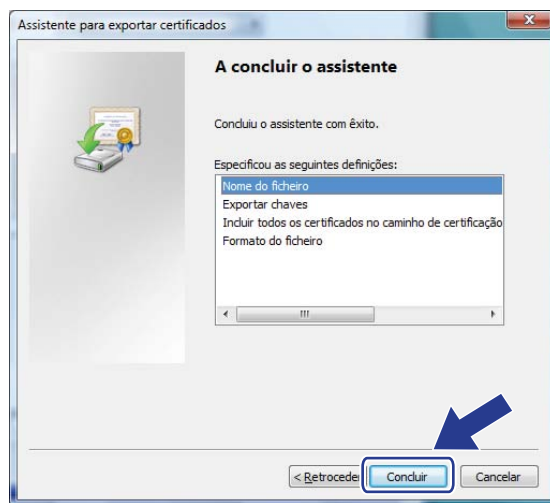 Assistente para exportar certificados
A concluir o assistente
Concluiu o assistente com êxito.
Especificou as seguintes definições:
Nome do ficheiro
Exportar chaves
Incluir todos os certificados no caminho de certificação
Formato do ficheiro
< Retroceder
Concluir
Cancelar